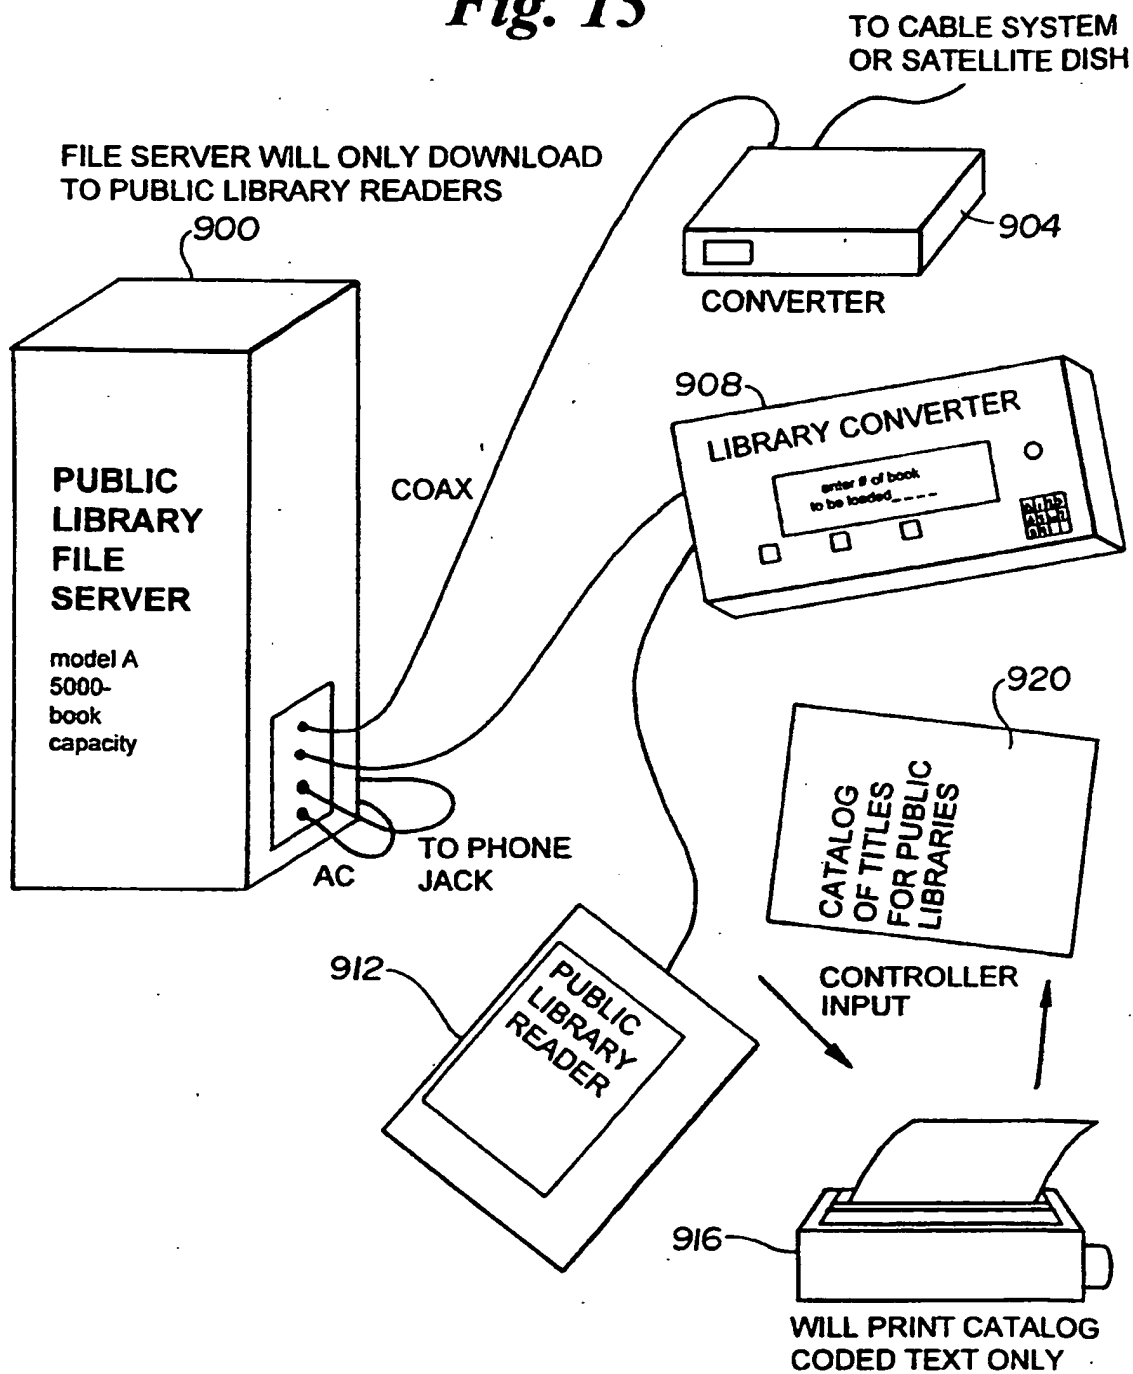 Fig. 15
TO CABLE SYSTEM
OR SATELLITE DISH
FILE SERVER WILL ONLY DOWNLOAD
TO PUBLIC LIBRARY READERS
900
904
CONVERTER
908
LIBRARY CONVERTER
enter # of book
to be loaded_ _ _ _
COAX
PUBLIC
LIBRARY
FILE
SERVER
model A
5000-
book
capacity
AC
TO PHONE
JACK
920
CATALOG
OF TITLES
FOR PUBLIC
LIBRARIES
912
PUBLIC
LIBRARY
READER
CONTROLLER
INPUT
916
WILL PRINT CATALOG
CODED TEXT ONLY